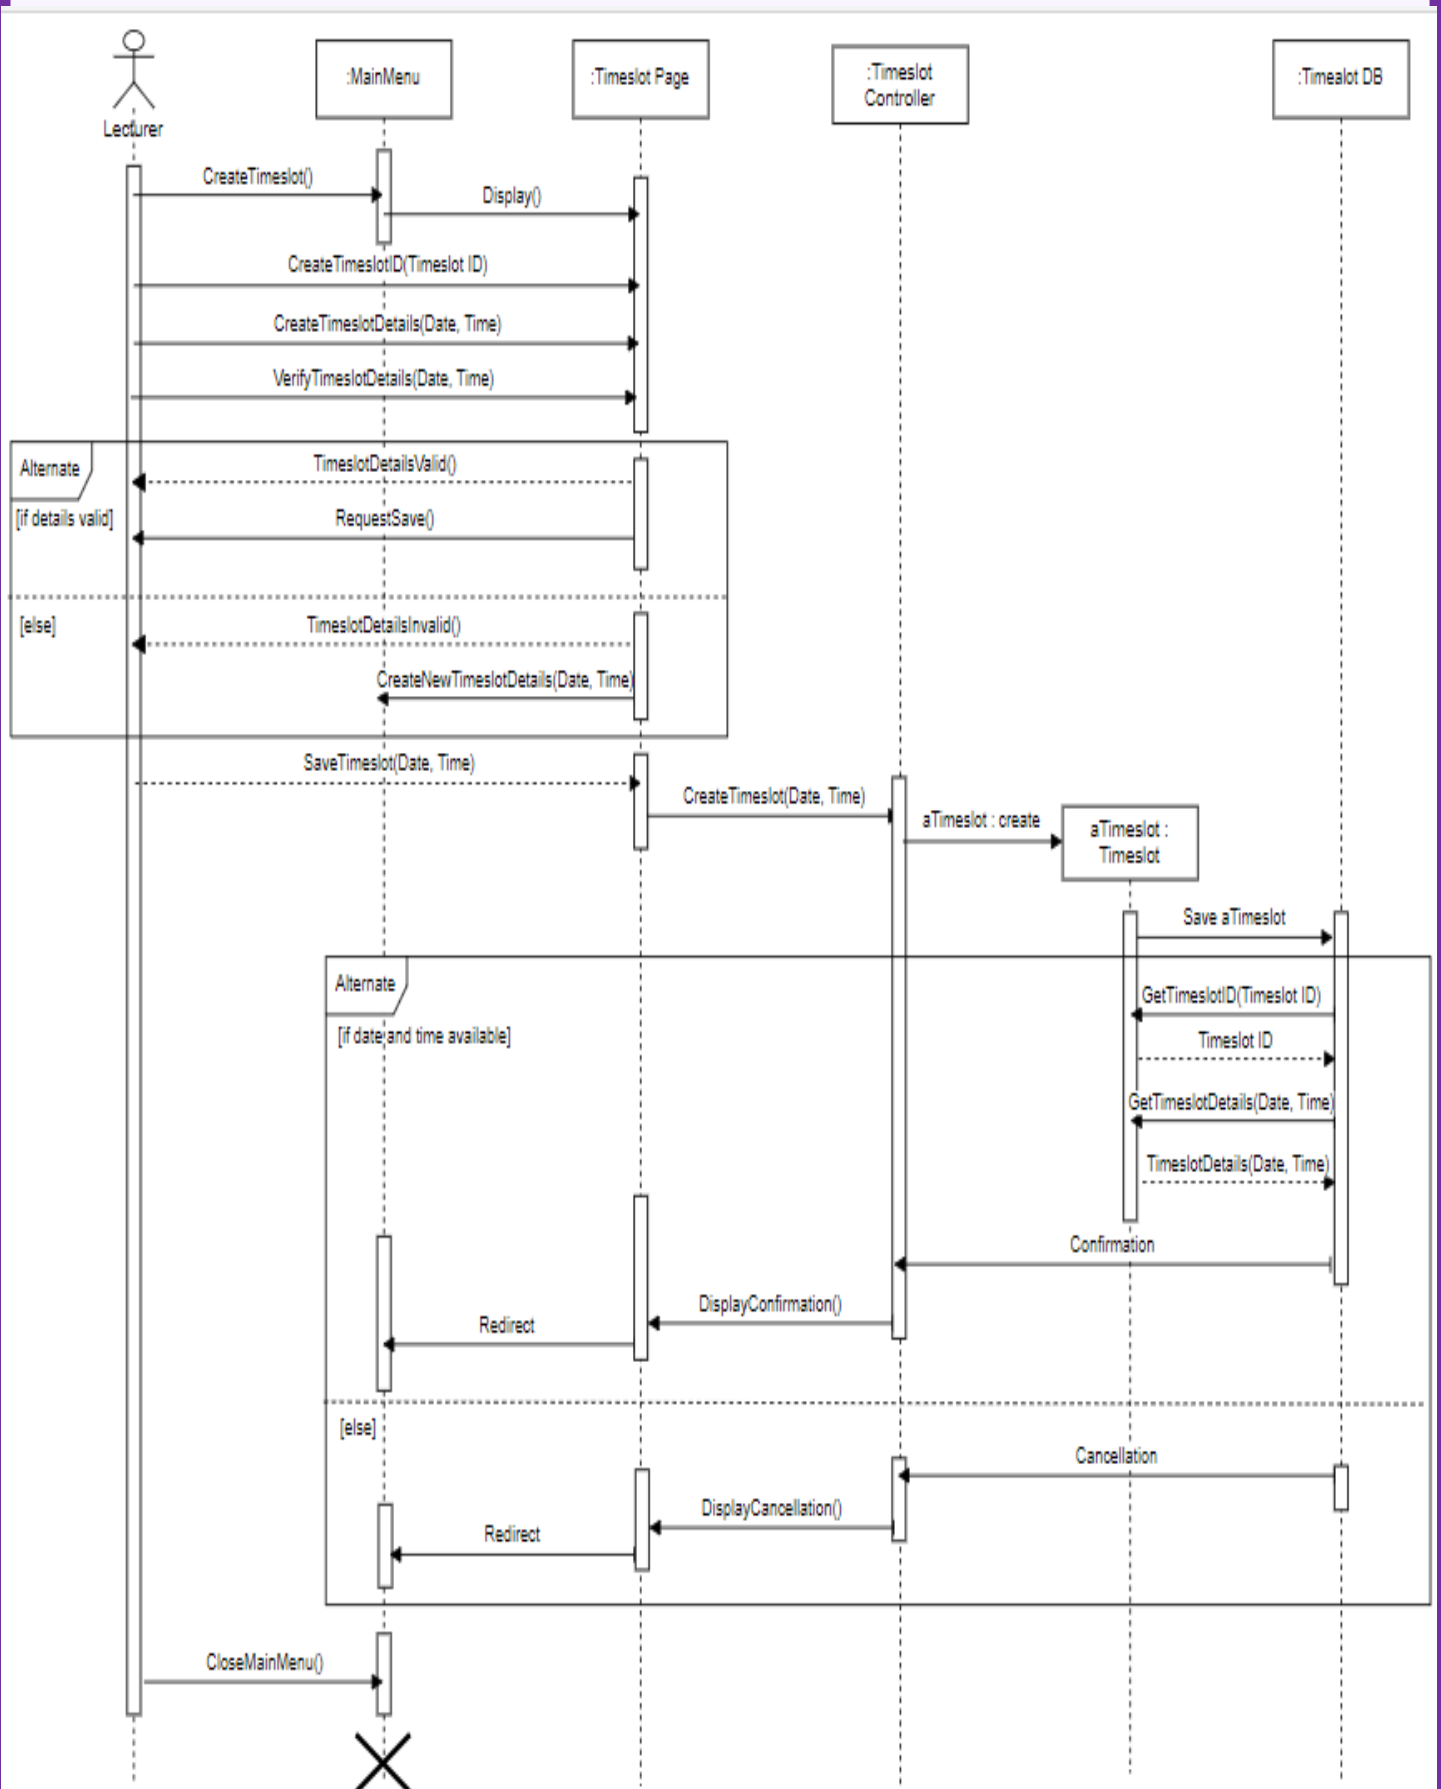 :MainMenu
:Timeslot Page
:Timeslot
Controller
:Timealot DB
Lecturer
CreateTimeslot()
Display()
CreateTimeslotID(Timeslot ID)
CreateTimeslotDetails(Date, Time)
VerifyTimeslotDetails(Date, Time)
Alternate
TimeslotDetailsValid()
[if details valid]
RequestSave()
[else]
TimeslotDetailsInvalid()
CreateNewTimeslotDetails(Date, Time)
SaveTimeslot(Date, Time)
CreateTimeslot(Date, Time)
aTimeslot : create
aTimeslot :
Timeslot
Save aTimeslot
Alternate
GetTimeslotID(Timeslot ID)
[if date and time available]
Timeslot ID
GetTimeslotDetails(Date, Time)
TimeslotDetails(Date, Time)
Confirmation
DisplayConfirmation()
Redirect
[else]
Cancellation
DisplayCancellation()
Redirect
CloseMainMenu()